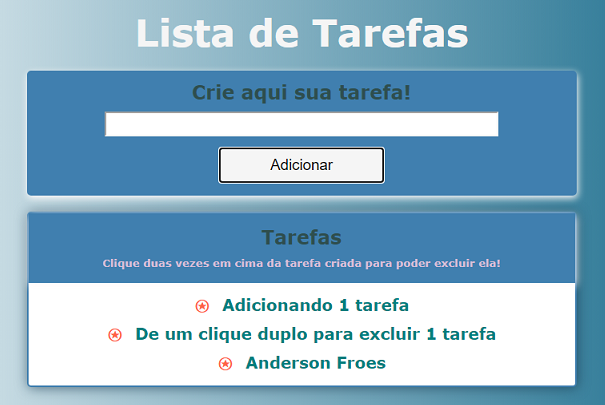 Lista de Tarefas
Crie aqui sua tarefa!
Adicionar
Tarefas
Clique duas vezes em cima da tarefa criada para poder excluir ela!
Adicionando 1 tarefa
De um clique duplo para excluir 1 tarefa
Anderson Froes